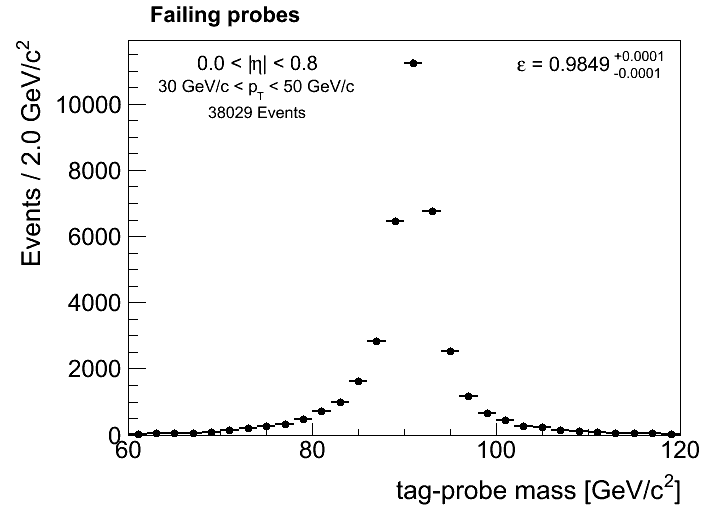 Failing probes
0.0 < |η| < 0.8
30 GeV/c < p_T < 50 GeV/c
38029 Events
ε = 0.9849 +0.0001 -0.0001
Events / 2.0 GeV/c²
10000
8000
6000
4000
2000
0
60 80 100 120
tag-probe mass [GeV/c²]